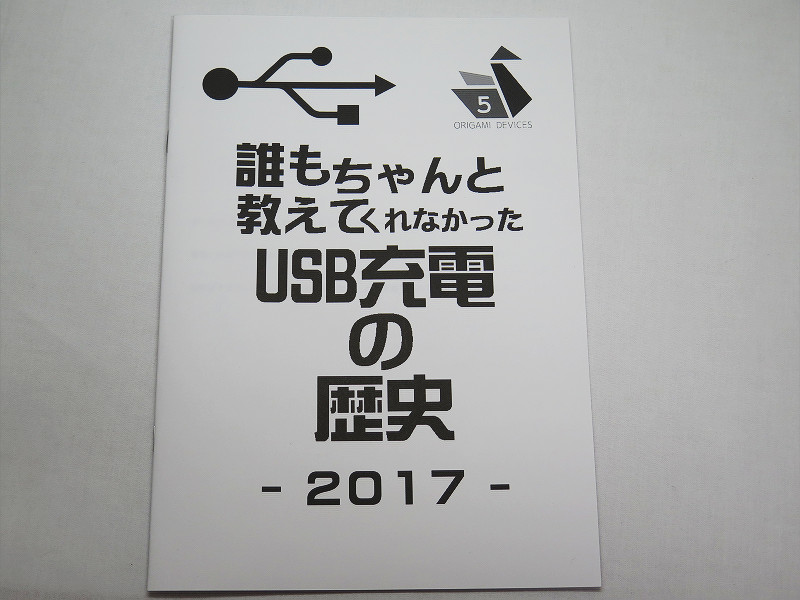 5
ORIGAMI DEVICES
誰もちゃんと
教えてくれなかった
USB充電
の
歴史
- 2017 -